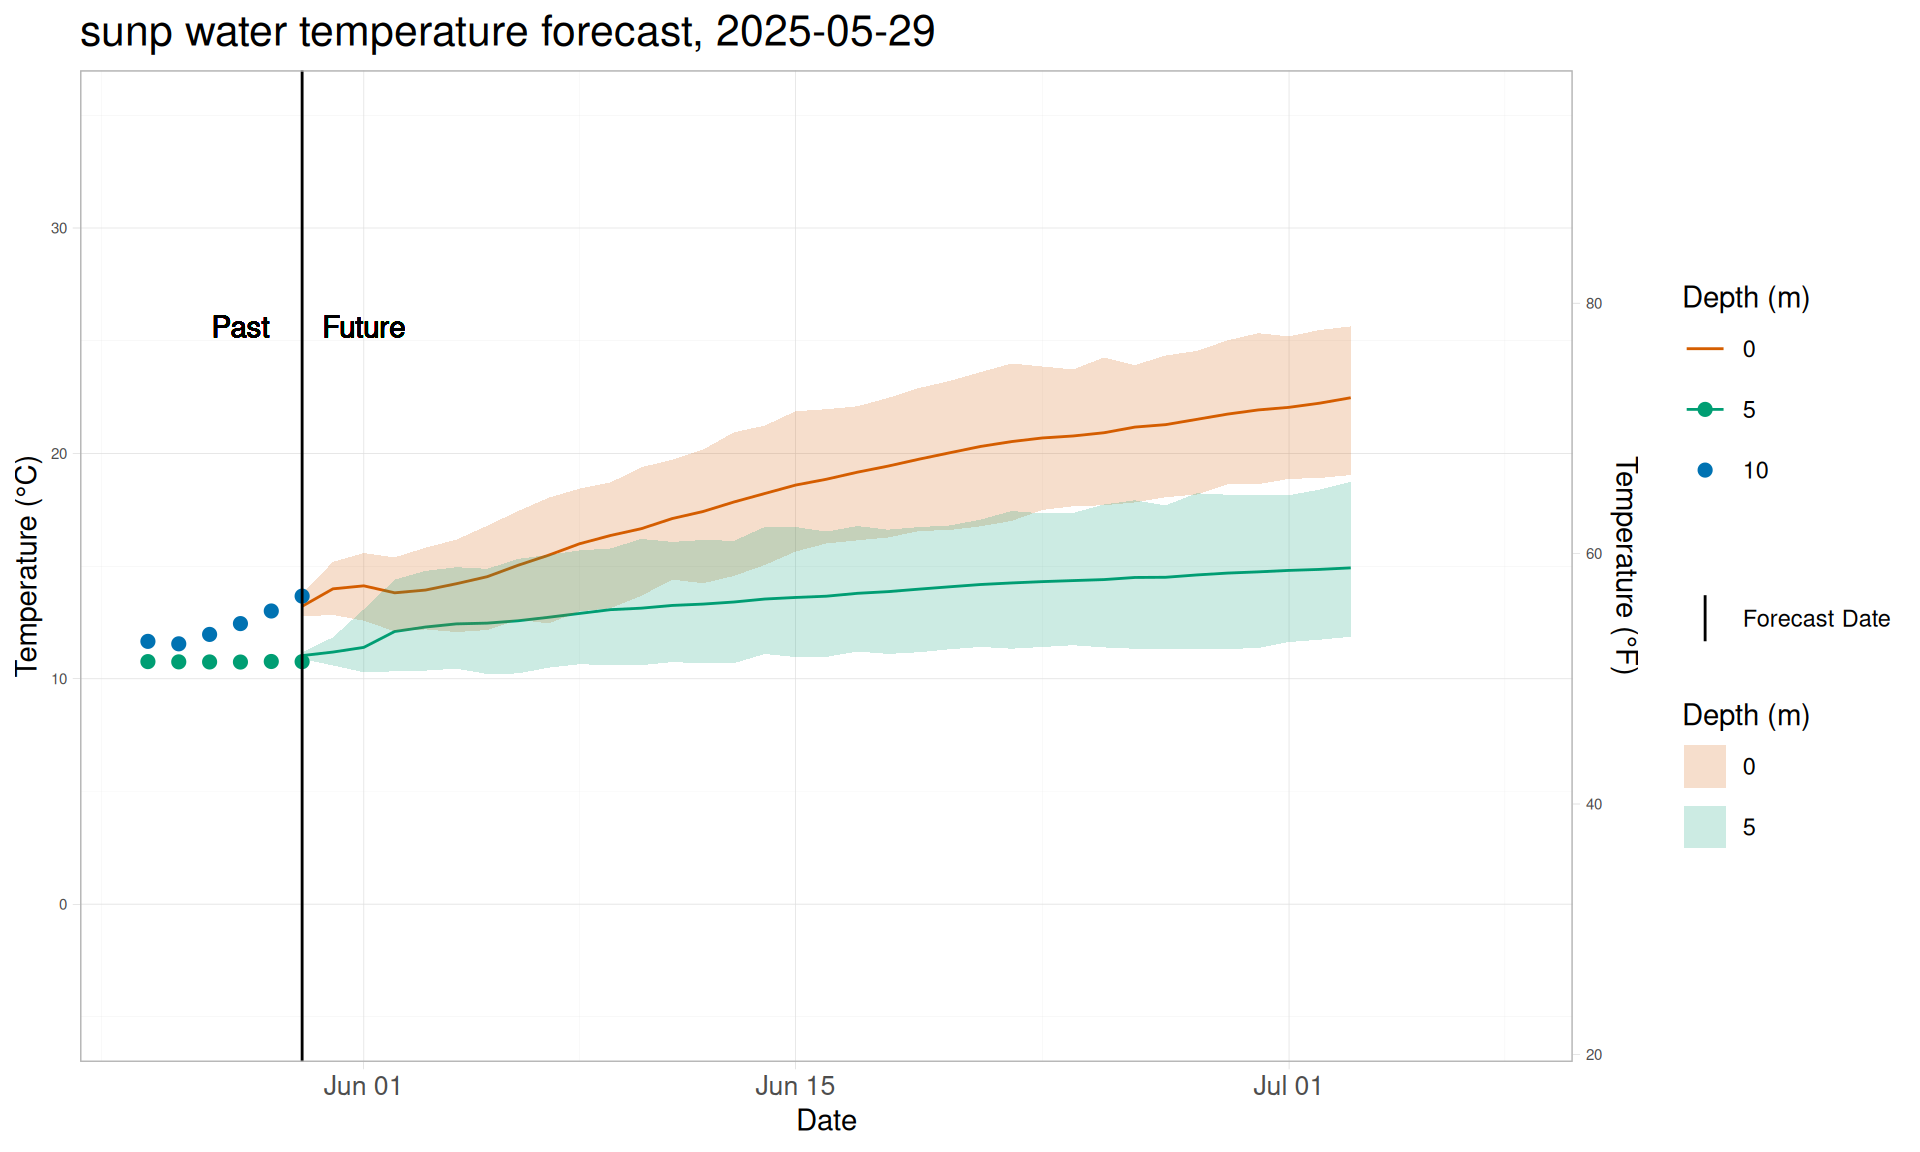 sunp water temperature forecast, 2025-05-29
Past
Future
30
20
10
0
Temperature (°C)
80
60
40
20
Temperature (°F)
Jun 01
Jun 15
Jul 01
Date
Depth (m)
0
5
10
Forecast Date
Depth (m)
0
5